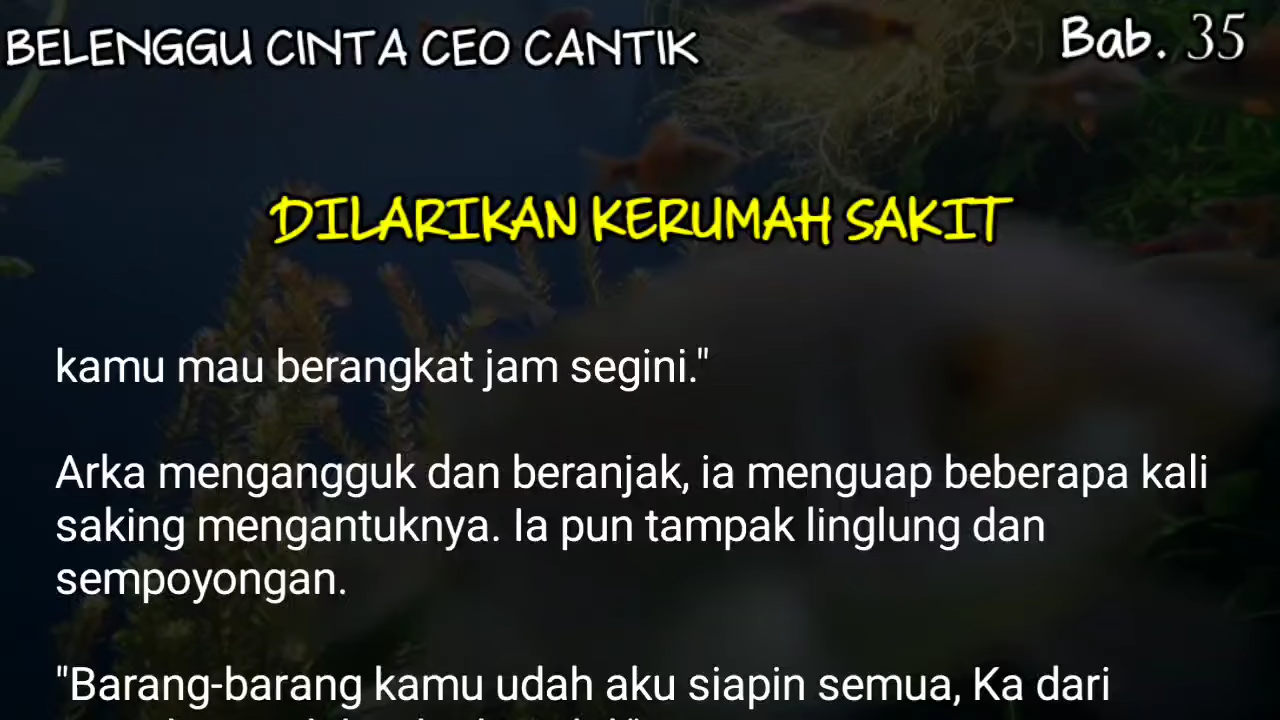 BELENGGU CINTA CEO CANTIK
Bab. 35
DILARIKAN KERUMAH SAKIT
kamu mau berangkat jam segini."
Arka mengangguk dan beranjak, ia menguap beberapa kali
saking mengantuknya. Ia pun tampak linglung dan
sempoyongan.
"Barang-barang kamu udah aku siapin semua, Ka dari